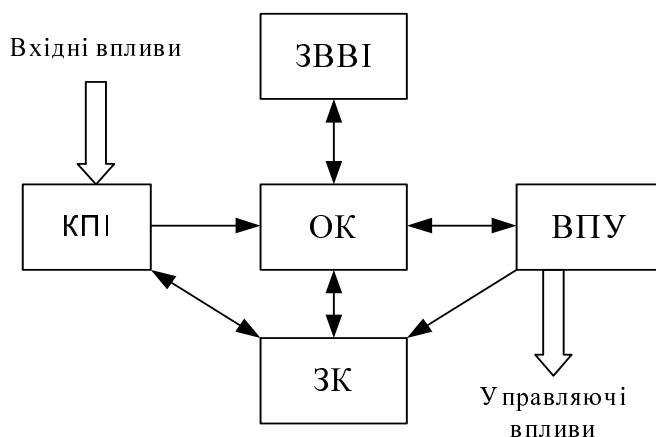 Вхідні впливи
ЗВВІ
КПІ
ОК
ВПУ
ЗК
Управляючі
впливи